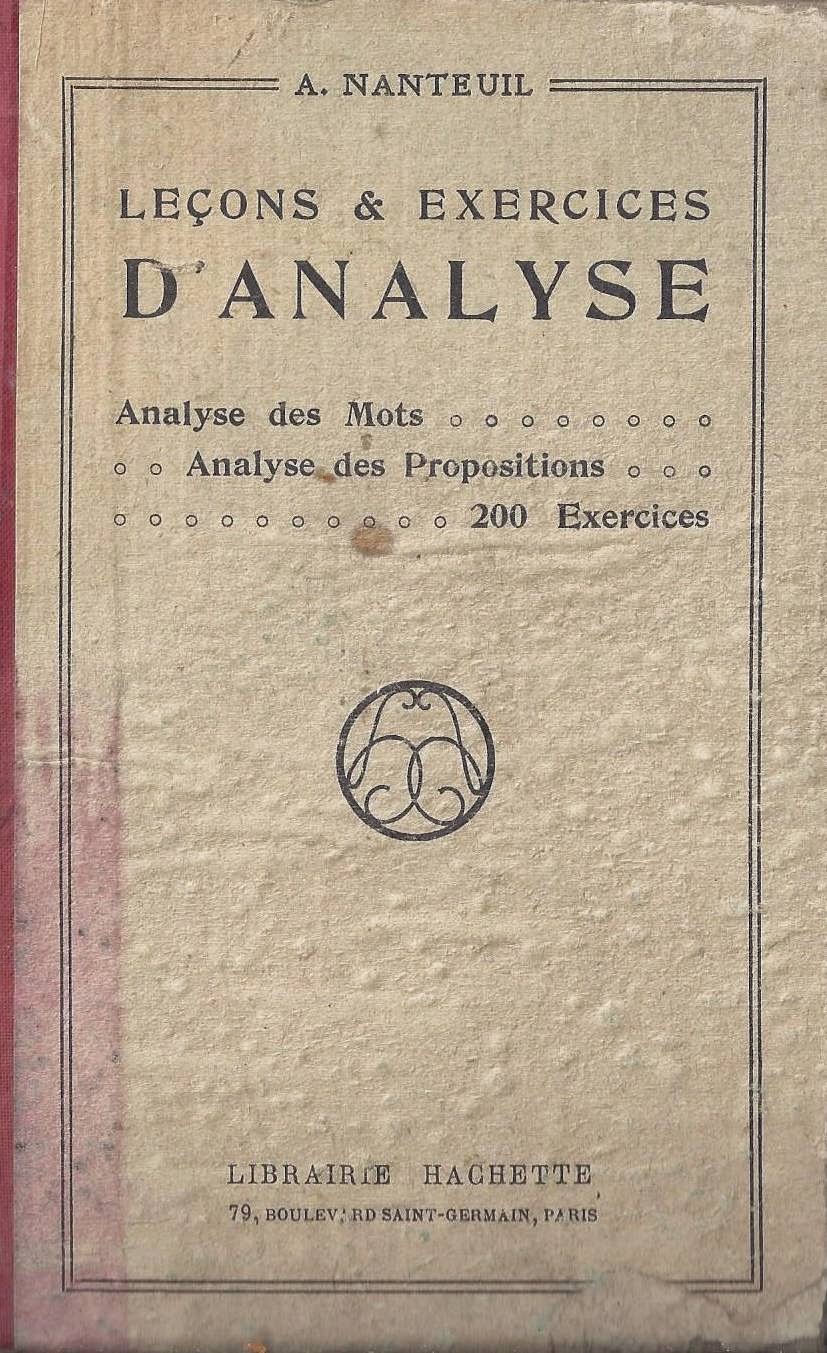 A. NANTEUIL
LEÇONS & EXERCICES
D'ANALYSE
Analyse des Mots
Analyse des Propositions
200 Exercices
LIBRAIRIE HACHETTE
79, BOULEVARD SAINT-GERMAIN, PARIS